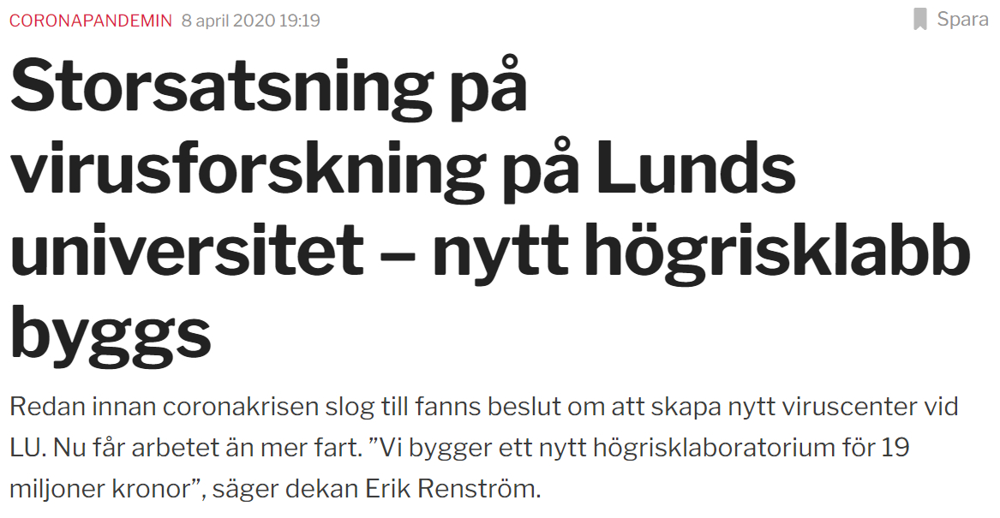 CORONAPANDEMIN 8 april 2020 19:19 Spara
Storsatsning på
virusforskning på Lunds
universitet – nytt högrisklabb
byggs
Redan innan coronakrisen slog till fanns beslut om att skapa nytt viruscenter vid
LU. Nu får arbetet än mer fart. ”Vi bygger ett nytt högrisklaboratorium för 19
miljoner kronor”, säger dekan Erik Renström.